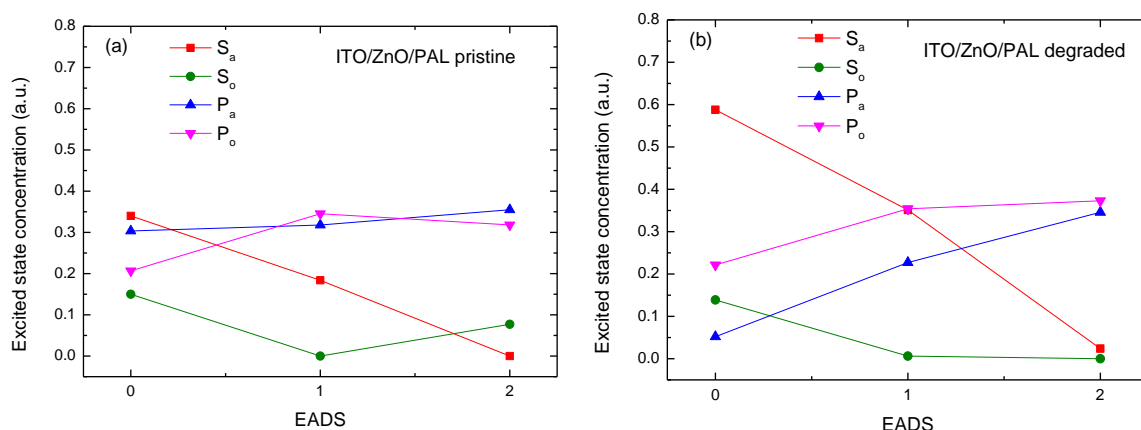 (a)
ITO/ZnO/PAL pristine
Sa
So
Pa
Po
Excited state concentration (a.u.)
0.8
0.7
0.6
0.5
0.4
0.3
0.2
0.1
0.0
0 1 2
EADS
(b)
ITO/ZnO/PAL degraded
Sa
So
Pa
Po
Excited state concentration (a.u.)
0.8
0.7
0.6
0.5
0.4
0.3
0.2
0.1
0.0
0 1 2
EADS